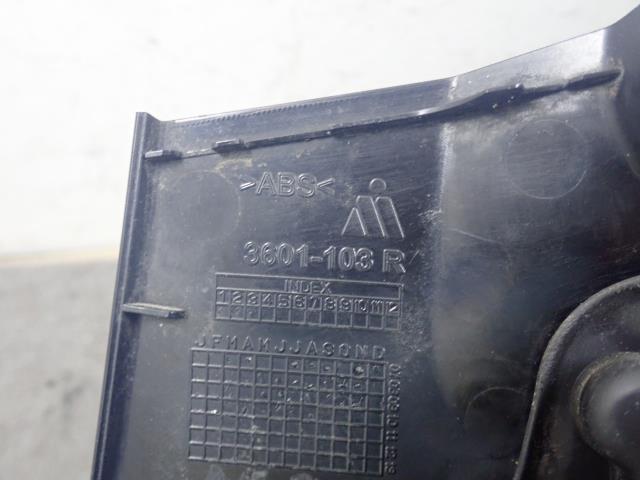 >ABS<
3601-103 R
INDEX
1 2 3 4 5 6 7 8 9 10 11 12
J F M A M J J A S O N D